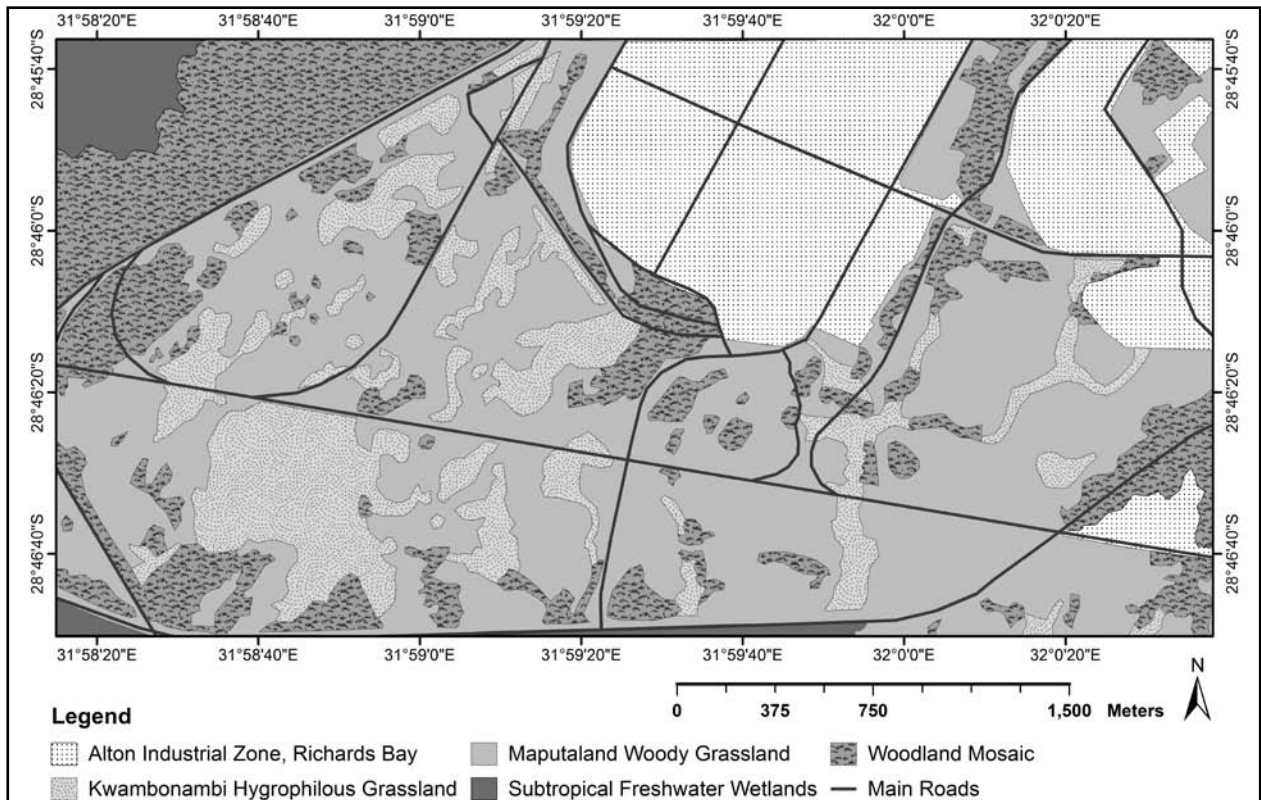 31°58'20"E 31°58'40"E 31°59'0"E 31°59'20"E 31°59'40"E 32°0'0"E 32°0'20"E
28°45'40"S 28°45'40"S
28°46'0"S 28°46'0"S
28°46'20"S 28°46'20"S
28°46'40"S 28°46'40"S
31°58'20"E 31°58'40"E 31°59'0"E 31°59'20"E 31°59'40"E 32°0'0"E 32°0'20"E
N
0 375 750 1,500 Meters
Legend
Alton Industrial Zone, Richards Bay Maputaland Woody Grassland Woodland Mosaic
Kwambonambi Hygrophilous Grassland Subtropical Freshwater Wetlands Main Roads